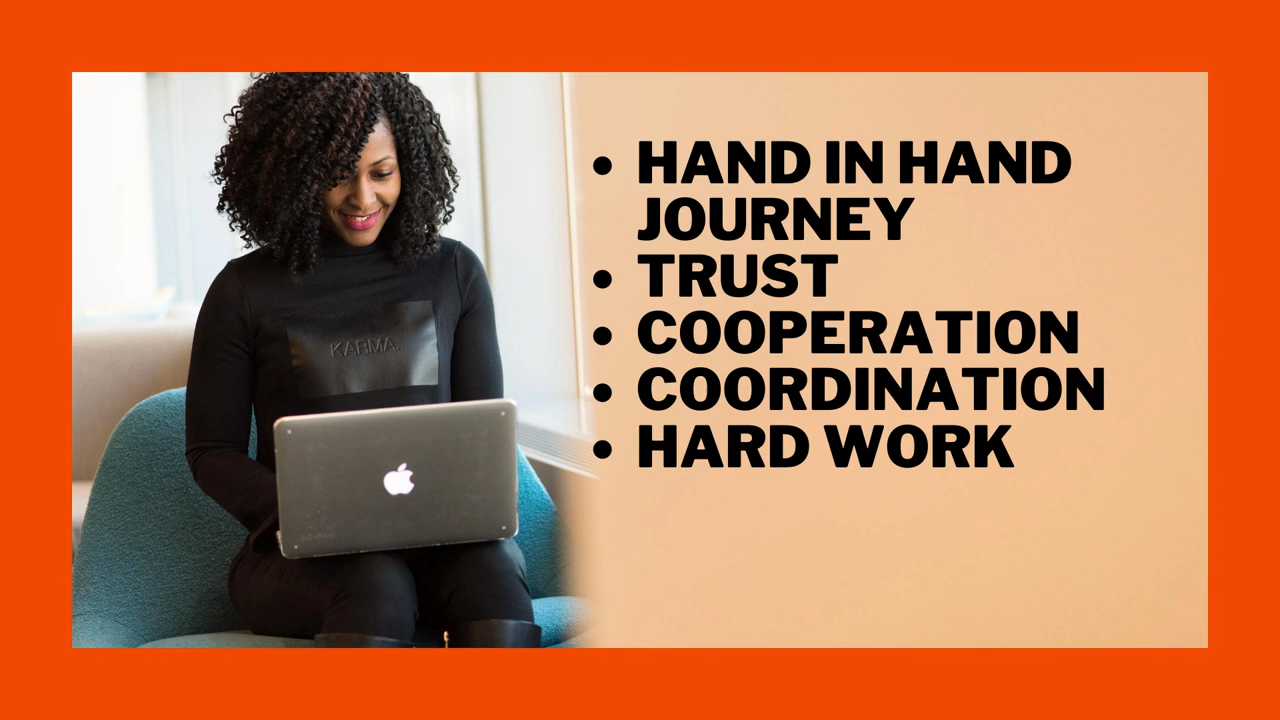 KARMA.
• HAND IN HAND
JOURNEY
• TRUST
• COOPERATION
• COORDINATION
• HARD WORK